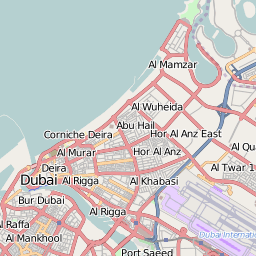 Al Mamzar
Al Wuheida
Abu Hail
Corniche Deira
Hor Al Anz East
Al Murar
Hor Al Anz
Al Qu
Deira
Al Twar 1
Dubai
Al Rigga
Al Khabasi
Bur Dubai
Al Rigga
Al Raffa
Dubai Internati
Al Mankhool
Port Saeed